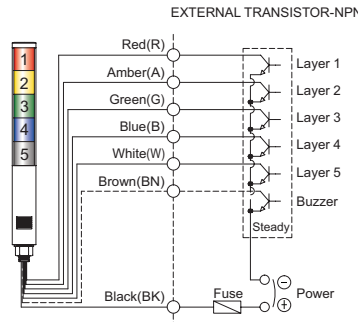 EXTERNAL TRANSISTOR-NPN
Red(R)
Layer 1
Amber(A)
Layer 2
Green(G)
Layer 3
Blue(B)
Layer 4
White(W)
Layer 5
Brown(BN)
Buzzer
Steady
1
2
3
4
5
Black(BK)
Fuse
Power